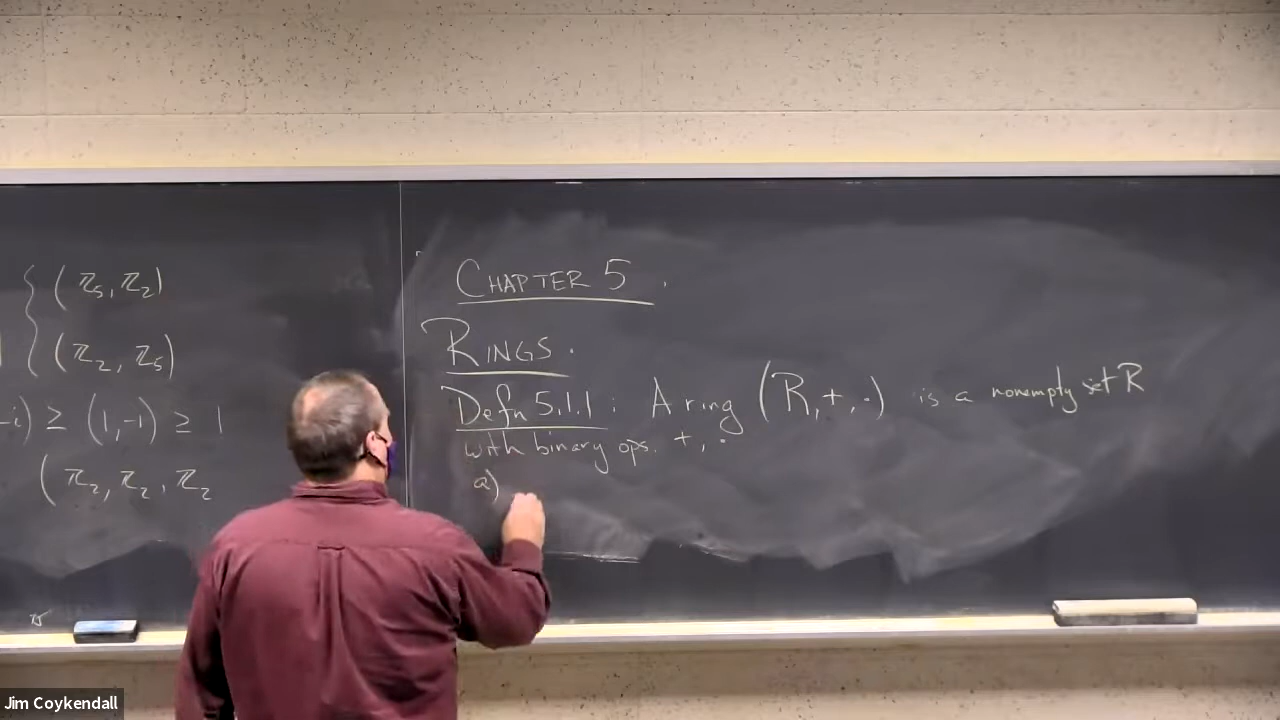 { (ℤ₅, ℤ₂)
(ℤ₂, ℤ₅)
-i) ≥ (1,-1) ≥ 1
(ℤ₂, ℤ₂, ℤ₂
CHAPTER 5.
RINGS.
Defn 5.1.1: A ring (R,+,·) is a nonempty set R
with binary ops. +, ·
a)
Jim Coykendall